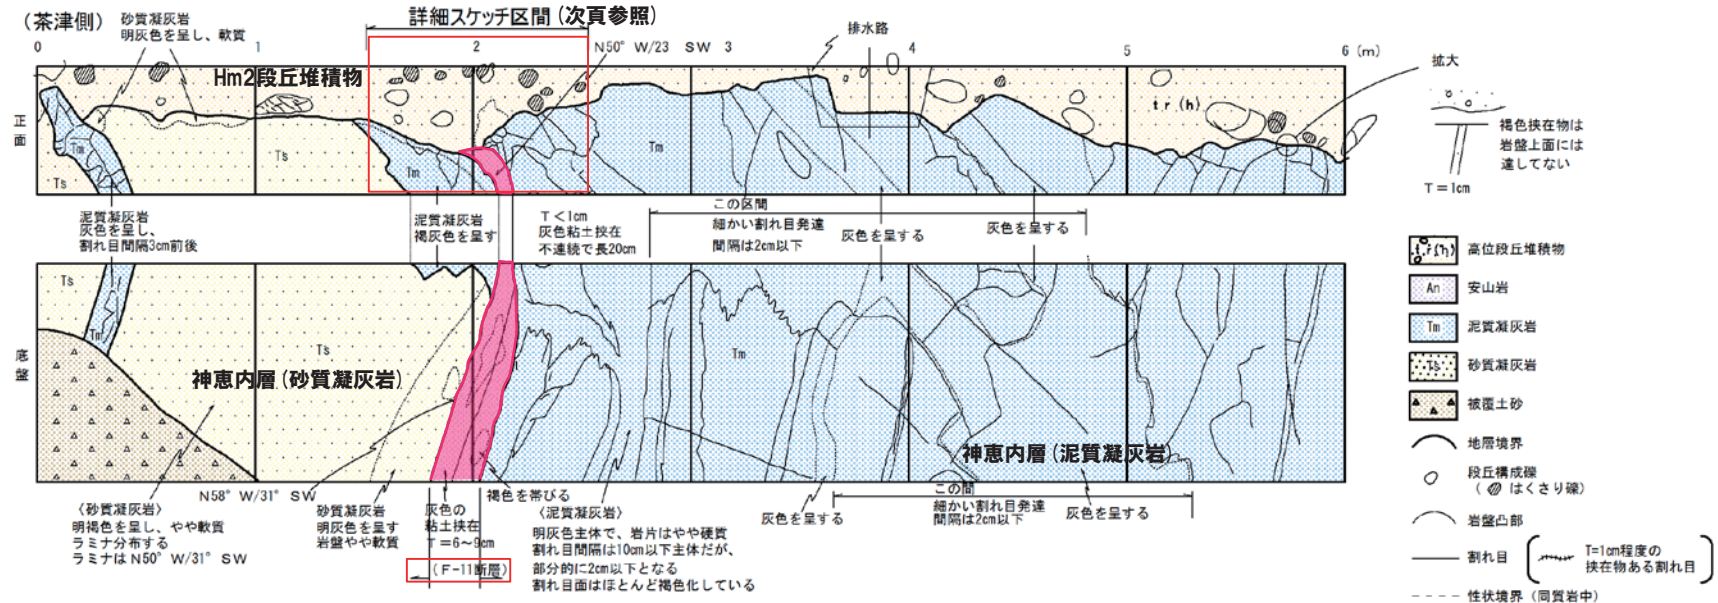 (茶津側)
砂質凝灰岩
明灰色を呈し、軟質
詳細スケッチ区間(次頁参照)
排水路
0 1 2 N50°W/23 SW 3 4 5 6 (m)
拡大
Hm2段丘堆積物
正面
tr(h)
Tm
Ts
Ts
Tm
Tm
褐色挟在物は
岩盤上面には
達してない
T=1cm
泥質凝灰岩
灰色を呈し、
割れ目間隔3cm前後
泥質凝灰岩
褐灰色を呈す
T<1cm
灰色粘土挟在
不連続で長20cm
この区間
細かい割れ目発達
間隔は2cm以下
灰色を呈する
灰色を呈する
底盤
Ts
Tm
Ts
Tm
神恵内層(砂質凝灰岩)
神恵内層(泥質凝灰岩)
N58°W/31°SW
〈砂質凝灰岩〉
明褐色を呈し、やや軟質
ラミナ分布する
ラミナはN50°W/31°SW
砂質凝灰岩
明灰色を呈す
岩盤やや軟質
灰色の
粘土挟在
T=6~9cm
(F-11断層)
褐色を帯びる
〈泥質凝灰岩〉
明灰色主体で、岩片はやや硬質
割れ目間隔は10cm以下主体だが、
部分的に2cm以下となる
割れ目面はほとんど褐色化している
灰色を呈する
この間
細かい割れ目発達
間隔は2cm以下
灰色を呈する
t.r(h) 高位段丘堆積物
An 安山岩
Tm 泥質凝灰岩
Ts 砂質凝灰岩
被覆土砂
地層境界
段丘構成礫
( はくさり礫)
岩盤凸部
割れ目
T=1cm程度の
挟在物ある割れ目
性状境界(同質岩中)